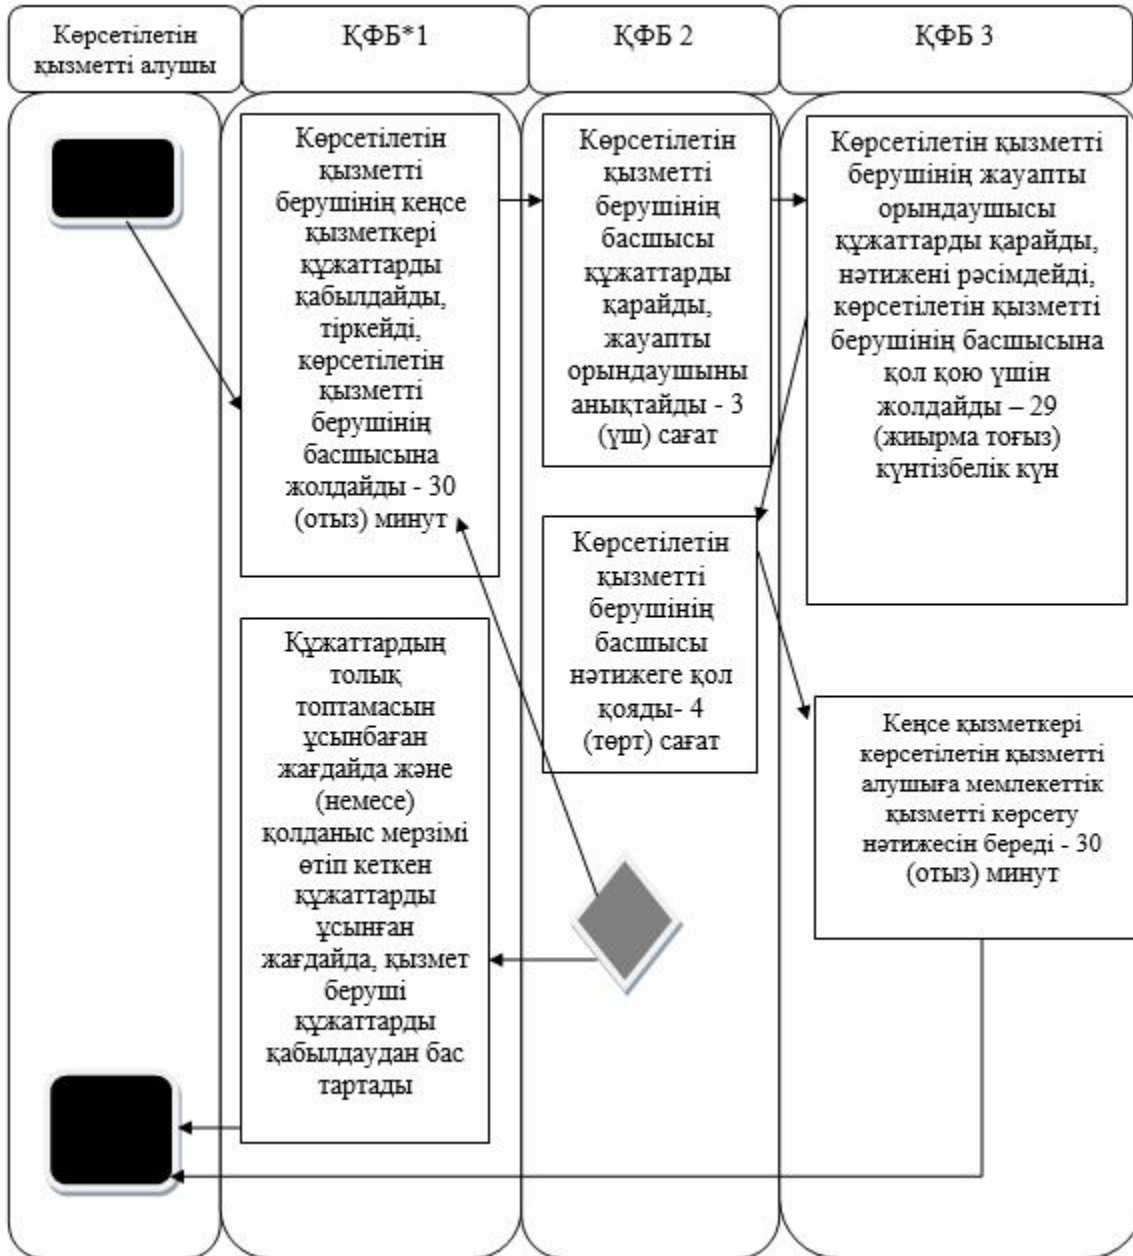 Көрсетілетін
қызметті алушы
ҚФБ*1
ҚФБ 2
ҚФБ 3
Көрсетілетін
қызметті
берушінің кеңсе
қызметкері
құжаттарды
қабылдайды,
тіркейді,
көрсетілетін
қызметті
берушінің
басшысына
жолдайды - 30
(отыз) минут
Көрсетілетін
қызметті
берушінің
басшысы
құжаттарды
қарайды,
жауапты
орындаушыны
анықтайды - 3
(үш) сағат
Көрсетілетін қызметті
берушінің жауапты
орындаушысы
құжаттарды қарайды,
нәтижені рәсімдейді,
көрсетілетін қызметті
берушінің басшысына
қол қою үшін
жолдайды – 29
(жиырма тоғыз)
күнтізбелік күн
Көрсетілетін
қызметті
берушінің
басшысы
нәтижеге қол
қояды- 4
(төрт) сағат
Құжаттардың
толық
топтамасын
ұсынбаған
жағдайда және
(немесе)
қолданыс мерзімі
өтіп кеткен
құжаттарды
ұсынған
жағдайда, қызмет
беруші
құжаттарды
қабылдаудан бас
тартады
Кеңсе қызметкері
көрсетілетін қызметті
алушыға мемлекеттік
қызметті көрсету
нәтижесін береді - 30
(отыз) минут